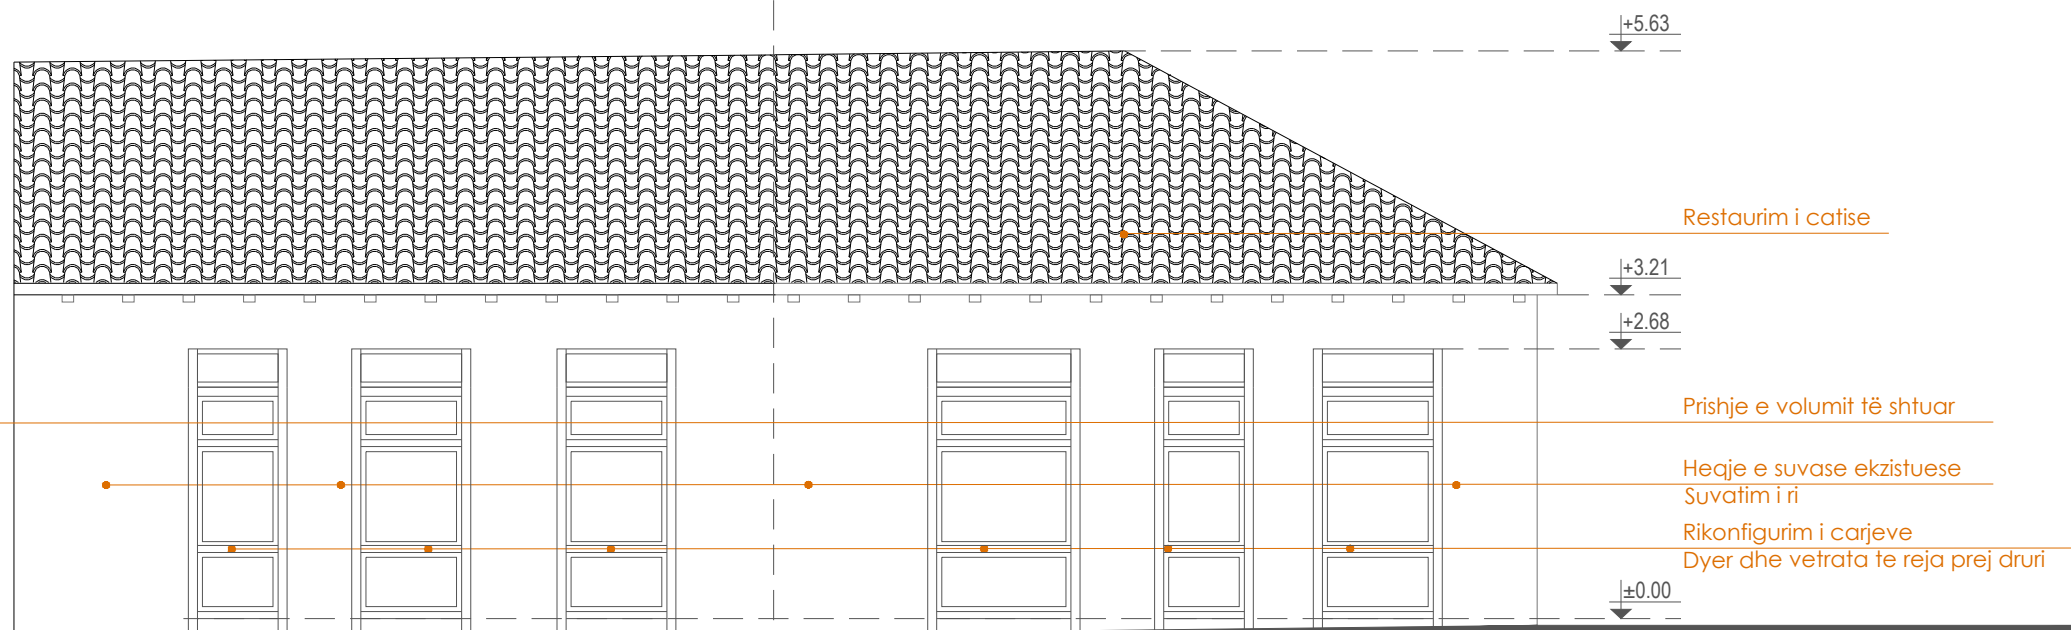 +5.63
Restaurim i catise
+3.21
+2.68
Prishje e volumit të shtuar
Heqje e suvase ekzistuese
Suvatim i ri
Rikonfigurim i carjeve
Dyer dhe vetrata te reja prej druri
±0.00